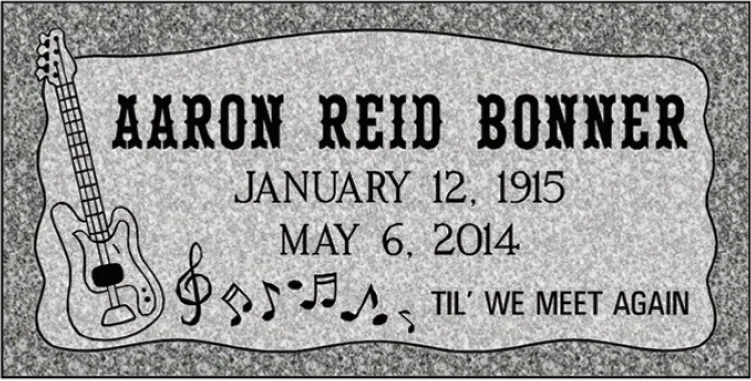 AARON REID BONNER
JANUARY 12, 1915
MAY 6, 2014
TIL' WE MEET AGAIN